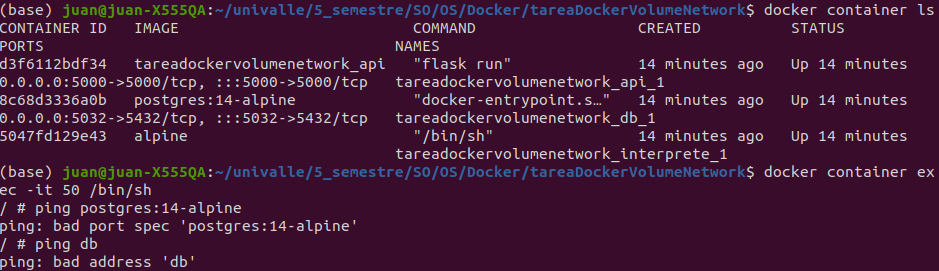 (base) juan@juan-X555QA:~/univalle/5_semestre/SO/OS/Docker/tareaDockerVolumeNetwork$ docker container ls
CONTAINER ID   IMAGE                          COMMAND                  CREATED          STATUS
PORTS                                       NAMES
d3f6112bdf34   tareadockervolumenetwork_api   "flask run"              14 minutes ago   Up 14 minutes
0.0.0.0:5000->5000/tcp, :::5000->5000/tcp   tareadockervolumenetwork_api_1
8c68d3336a0b   postgres:14-alpine             "docker-entrypoint.s…"   14 minutes ago   Up 14 minutes
0.0.0.0:5032->5432/tcp, :::5032->5432/tcp   tareadockervolumenetwork_db_1
5047fd129e43   alpine                         "/bin/sh"                14 minutes ago   Up 14 minutes
                                            tareadockervolumenetwork_interprete_1
(base) juan@juan-X555QA:~/univalle/5_semestre/SO/OS/Docker/tareaDockerVolumeNetwork$ docker container ex
ec -it 50 /bin/sh
/ # ping postgres:14-alpine
ping: bad port spec 'postgres:14-alpine'
/ # ping db
ping: bad address 'db'